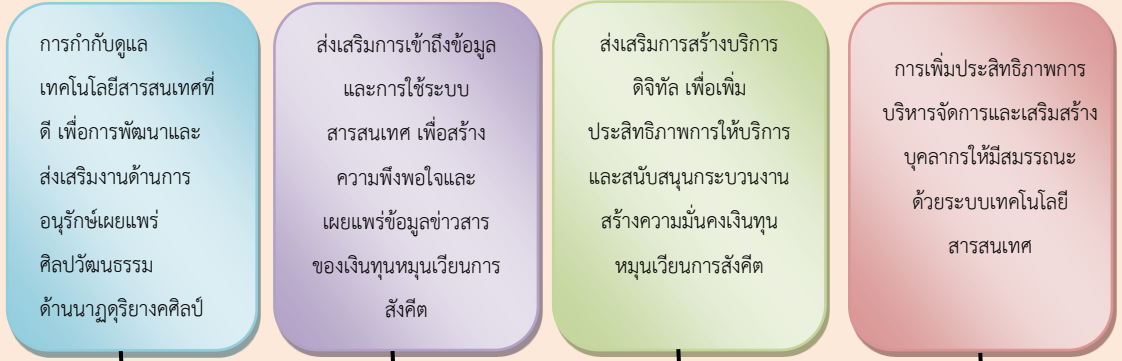 การกำกับดูแล
เทคโนโลยีสารสนเทศที่
ดี เพื่อการพัฒนาและ
ส่งเสริมงานด้านการ
อนุรักษ์เผยแพร่
ศิลปวัฒนธรรม
ด้านนาฏดุริยางคศิลป์
ส่งเสริมการเข้าถึงข้อมูล
และการใช้ระบบ
สารสนเทศ เพื่อสร้าง
ความพึงพอใจและ
เผยแพร่ข้อมูลข่าวสาร
ของเงินทุนหมุนเวียนการ
สังคีต
ส่งเสริมการสร้างบริการ
ดิจิทัล เพื่อเพิ่ม
ประสิทธิภาพการให้บริการ
และสนับสนุนกระบวนงาน
สร้างความมั่นคงเงินทุน
หมุนเวียนการสังคีต
การเพิ่มประสิทธิภาพการ
บริหารจัดการและเสริมสร้าง
บุคลากรให้มีสมรรถนะ
ด้วยระบบเทคโนโลยี
สารสนเทศ